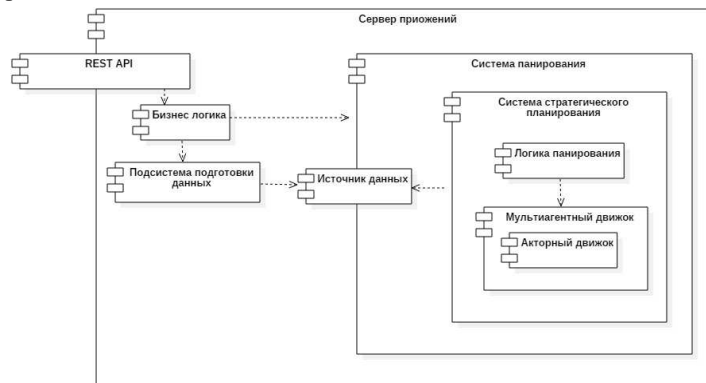 Сервер приожений
REST API
Система панирования
Система стратегического
планирования
Бизнес логика
Логика панирования
Подсистема подготовки
данных
Источник данных
Мультиагентный движок
Акторный движок